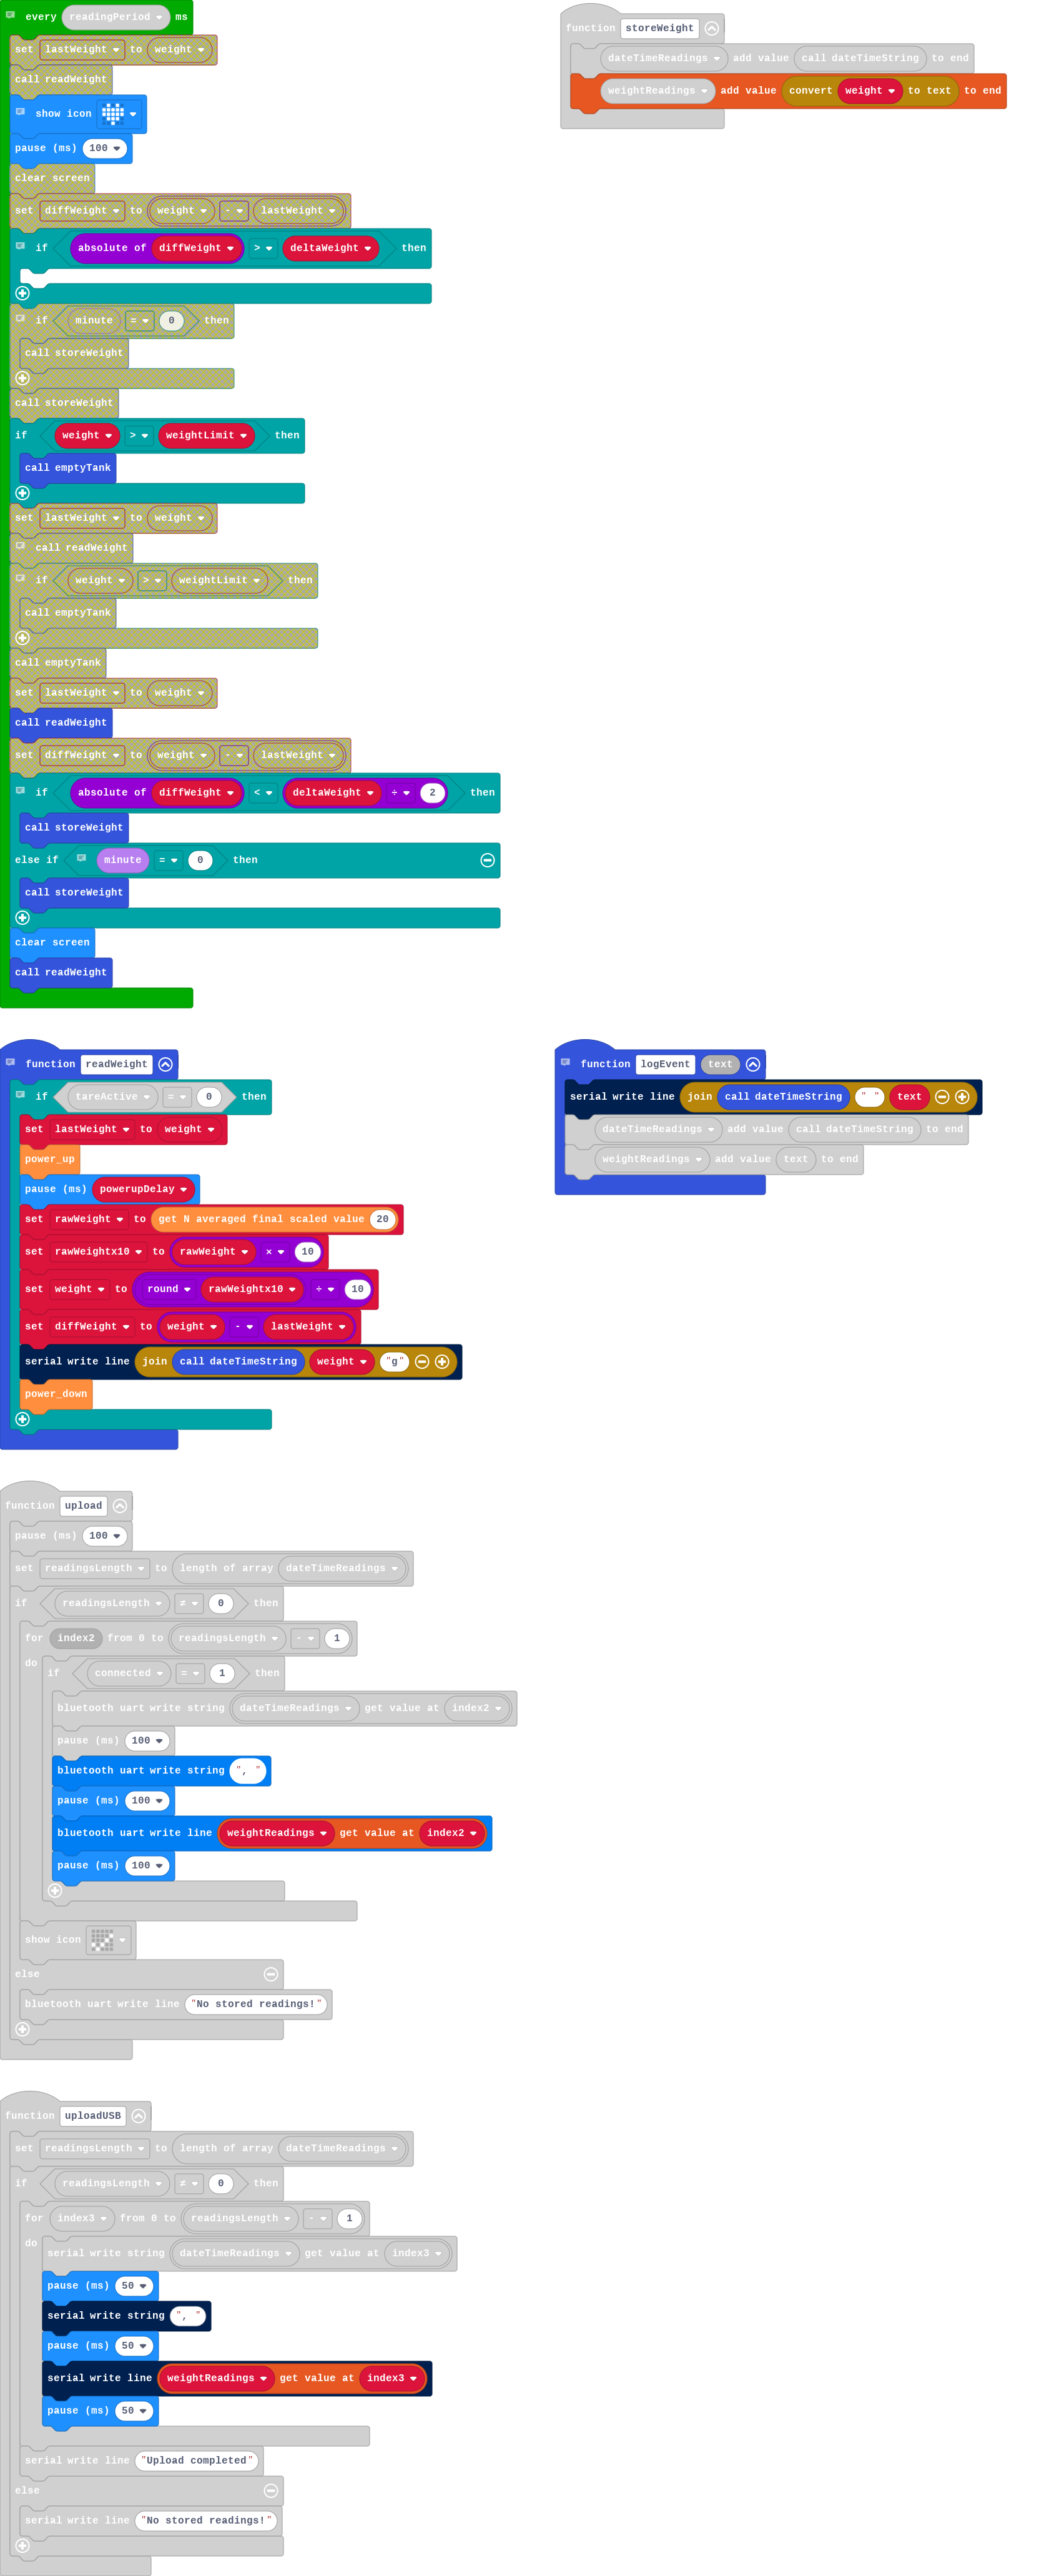 every readingPeriod ms
set lastWeight to weight
call readWeight
show icon
pause (ms) 100
clear screen
set diffWeight to weight - lastWeight
if absolute of diffWeight > deltaWeight then
if minute = 0 then
call storeWeight
call storeWeight
if weight > weightLimit then
call emptyTank
set lastWeight to weight
call readWeight
if weight > weightLimit then
call emptyTank
call emptyTank
set lastWeight to weight
call readWeight
set diffWeight to weight - lastWeight
if absolute of diffWeight < deltaWeight ÷ 2 then
call storeWeight
else if minute = 0 then
call storeWeight
clear screen
call readWeight
function storeWeight
dateTimeReadings add value call dateTimeString to end
weightReadings add value convert weight to text to end
function readWeight
if tareActive = 0 then
set lastWeight to weight
power_up
pause (ms) powerupDelay
set rawWeight to get N averaged final scaled value 20
set rawWeightx10 to rawWeight × 10
set weight to round rawWeightx10 ÷ 10
set diffWeight to weight - lastWeight
serial write line join call dateTimeString weight "g"
power_down
function logEvent text
serial write line join call dateTimeString " " text
dateTimeReadings add value call dateTimeString to end
weightReadings add value text to end
function upload
pause (ms) 100
set readingsLength to length of array dateTimeReadings
if readingsLength ≠ 0 then
for index2 from 0 to readingsLength - 1
do if connected = 1 then
bluetooth uart write string dateTimeReadings get value at index2
pause (ms) 100
bluetooth uart write string ", "
pause (ms) 100
bluetooth uart write line weightReadings get value at index2
pause (ms) 100
show icon
else
bluetooth uart write line "No stored readings!"
function uploadUSB
set readingsLength to length of array dateTimeReadings
if readingsLength ≠ 0 then
for index3 from 0 to readingsLength - 1
do serial write string dateTimeReadings get value at index3
pause (ms) 50
serial write string ", "
pause (ms) 50
serial write line weightReadings get value at index3
pause (ms) 50
serial write line "Upload completed"
else
serial write line "No stored readings!"